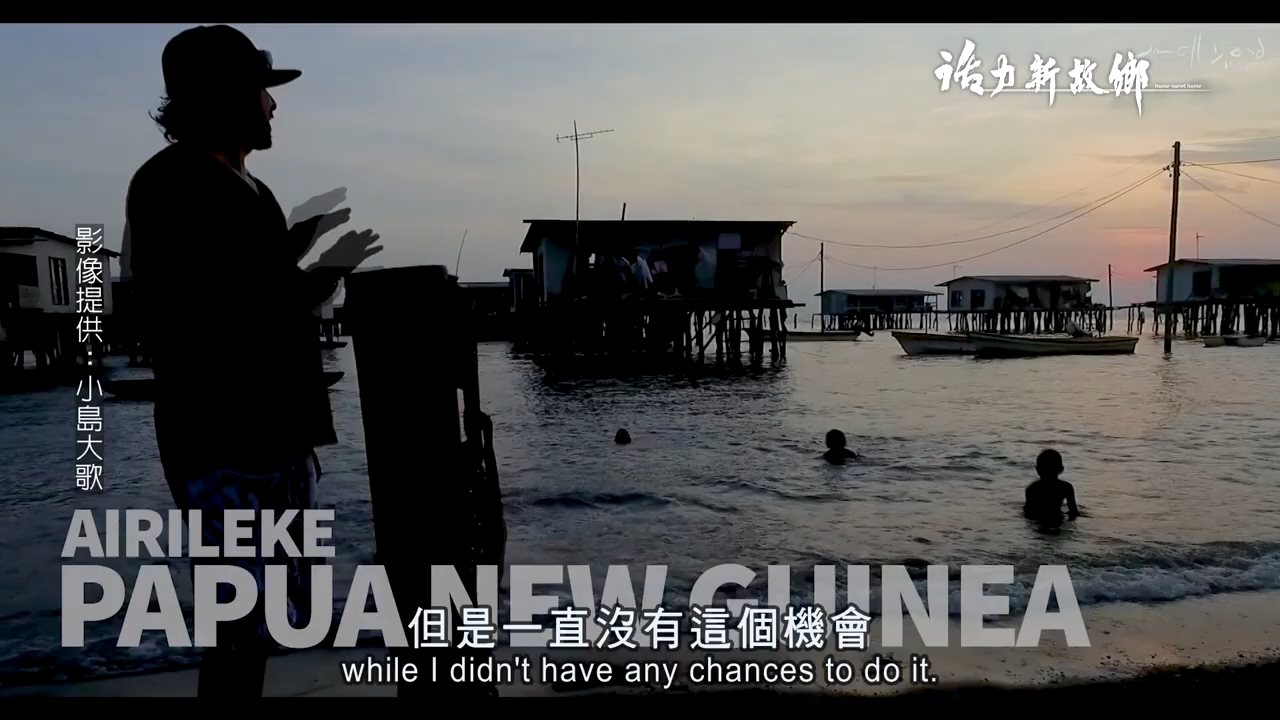 活力新故鄉
Home sweet home
影像提供：小島大歌
AIRILEKE
PAPUA NEW GUINEA
但是一直沒有這個機會
while I didn't have any chances to do it.